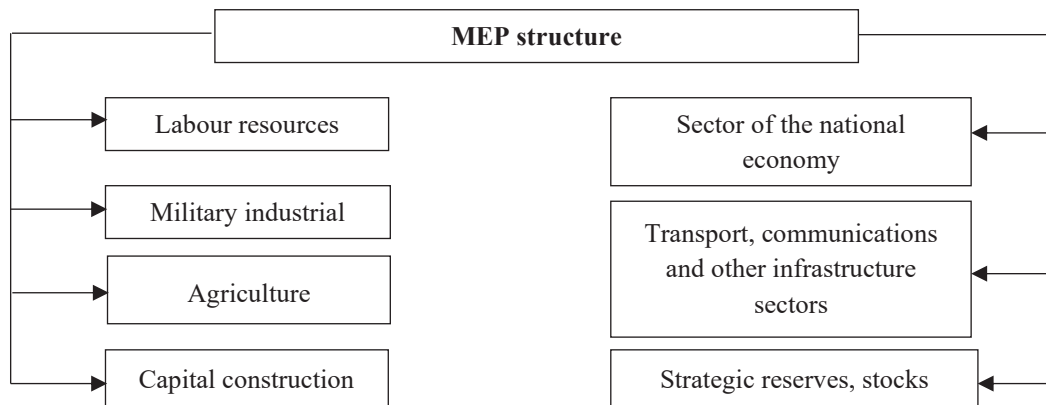 MEP structure
Labour resources
Military industrial
Agriculture
Capital construction
Sector of the national
economy
Transport, communications
and other infrastructure
sectors
Strategic reserves, stocks